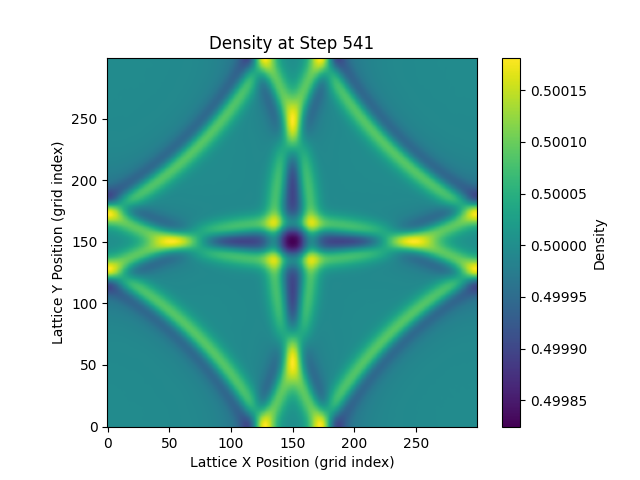 Density at Step 541
Lattice Y Position (grid index)
250
200
150
100
50
0
0 50 100 150 200 250
Lattice X Position (grid index)
0.50015
0.50010
0.50005
0.50000
0.49995
0.49990
0.49985
Density